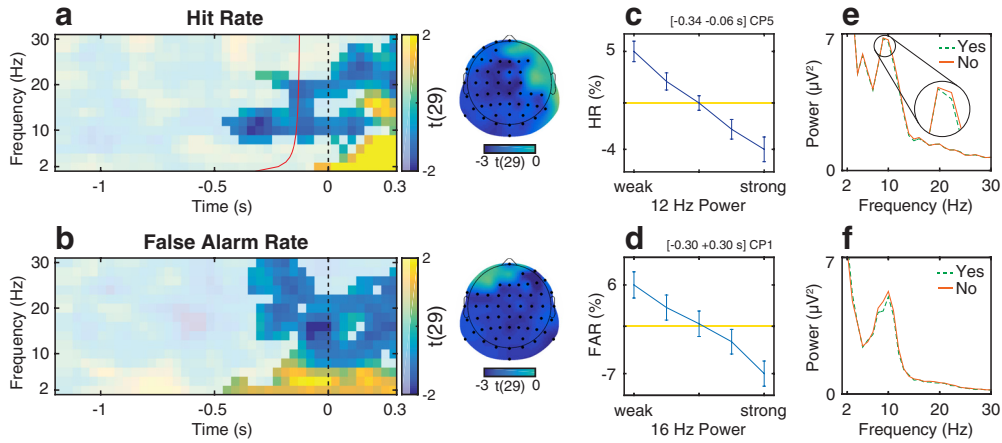 a
Hit Rate
Frequency (Hz)
30
20
10
2
-1
-0.5
0
0.3
Time (s)
2
-2
t(29)
-3 t(29) 0
c
[-0.34 -0.06 s] CP5
HR (%)
5
-4
weak
strong
12 Hz Power
e
Power (µV²)
7
0
Yes
No
2
10
20
30
Frequency (Hz)
b
False Alarm Rate
Frequency (Hz)
30
20
10
2
-1
-0.5
0
0.3
Time (s)
2
-2
t(29)
-3 t(29) 0
d
[-0.30 +0.30 s] CP1
FAR (%)
6
-7
weak
strong
16 Hz Power
f
Power (µV²)
7
0
Yes
No
2
10
20
30
Frequency (Hz)